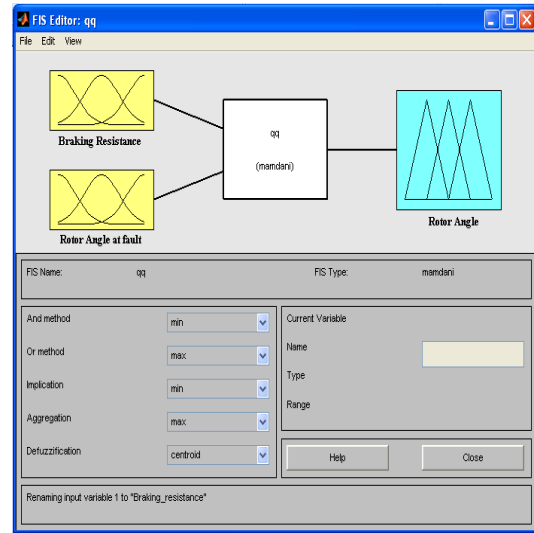 FIS Editor: qq
File Edit View
Braking Resistance
Rotor Angle at fault
qq
(mamdani)
Rotor Angle
FIS Name: qq FIS Type: mamdani
And method min
Or method max
Implication min
Aggregation max
Defuzzification centroid
Current Variable
Name
Type
Range
Help Close
Renaming input variable 1 to "Braking_resistance"